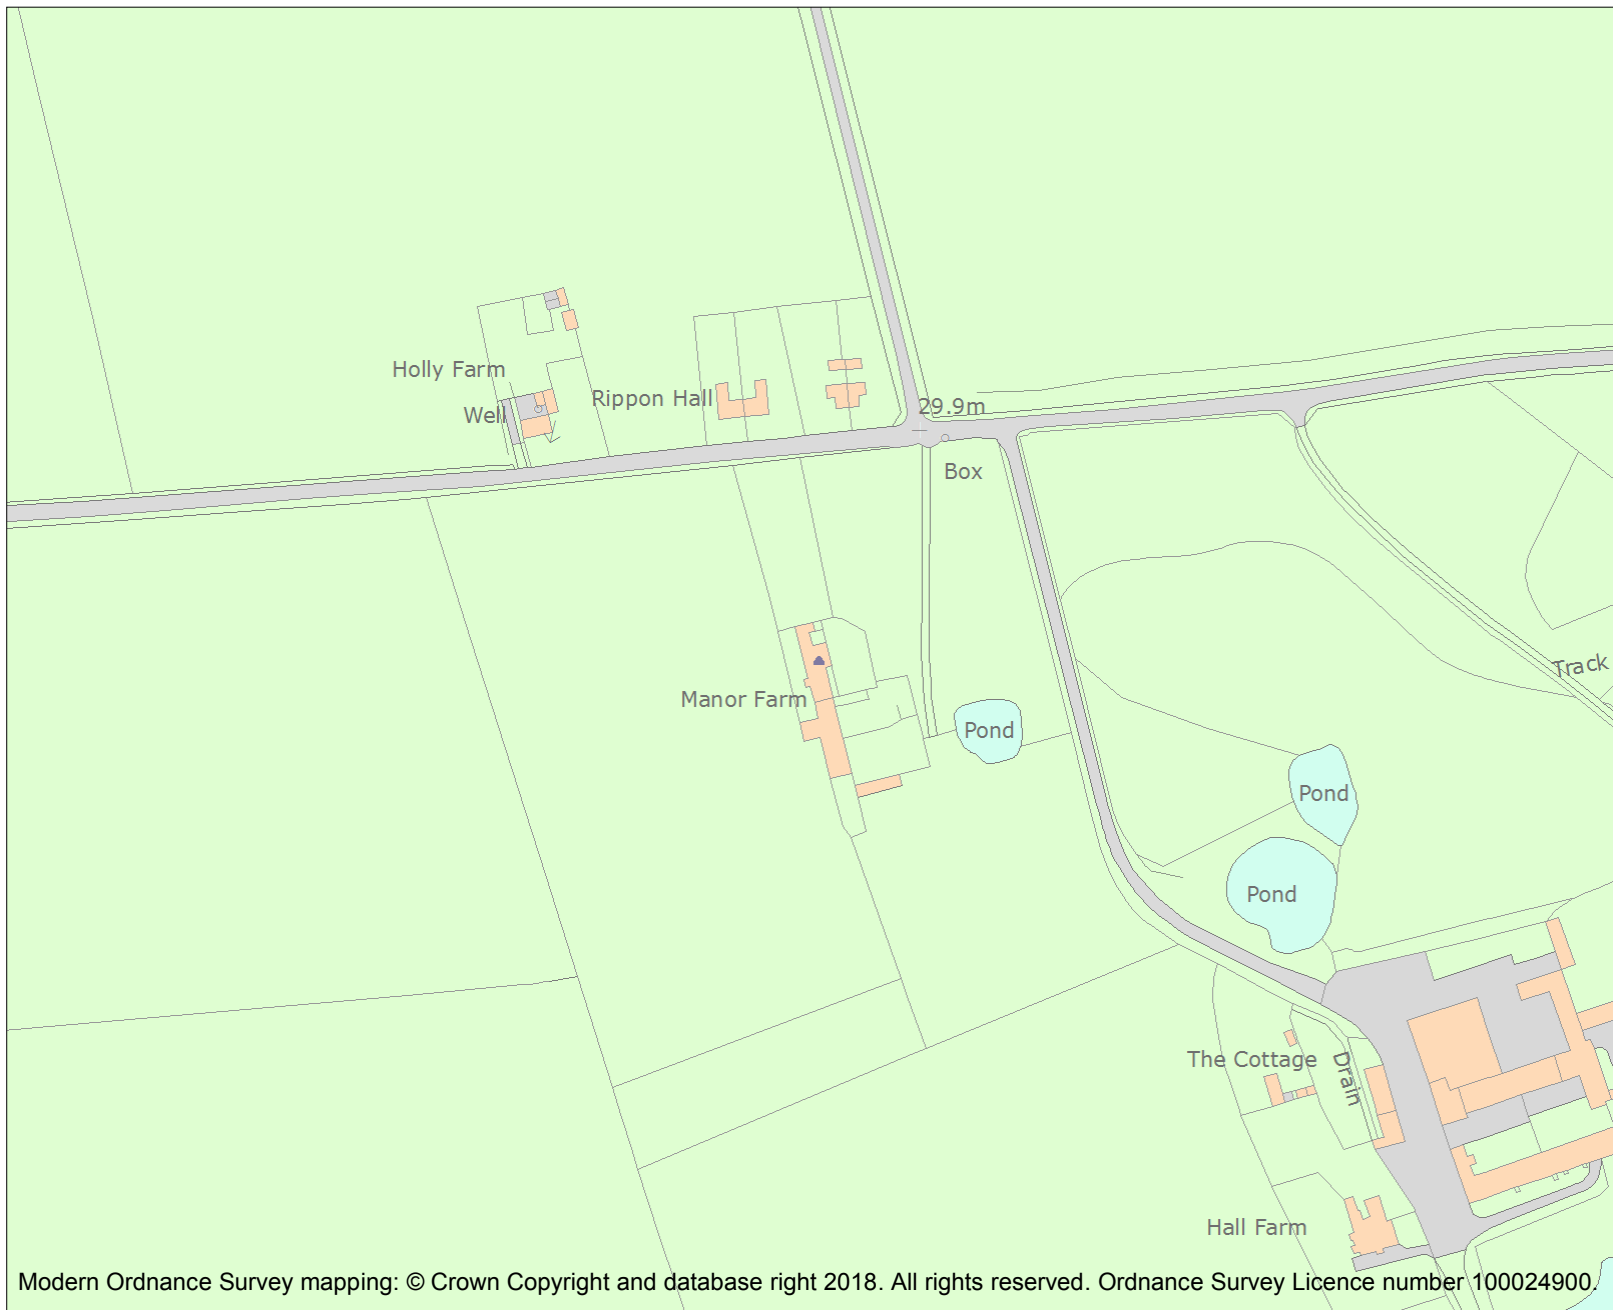 Holly Farm
Rippon Hall
29.9m
Well
Box
Track
Manor Farm
Pond
Pond
Pond
The Cottage
Drain
Hall Farm
Modern Ordnance Survey mapping: © Crown Copyright and database right 2018. All rights reserved. Ordnance Survey Licence number 100024900.